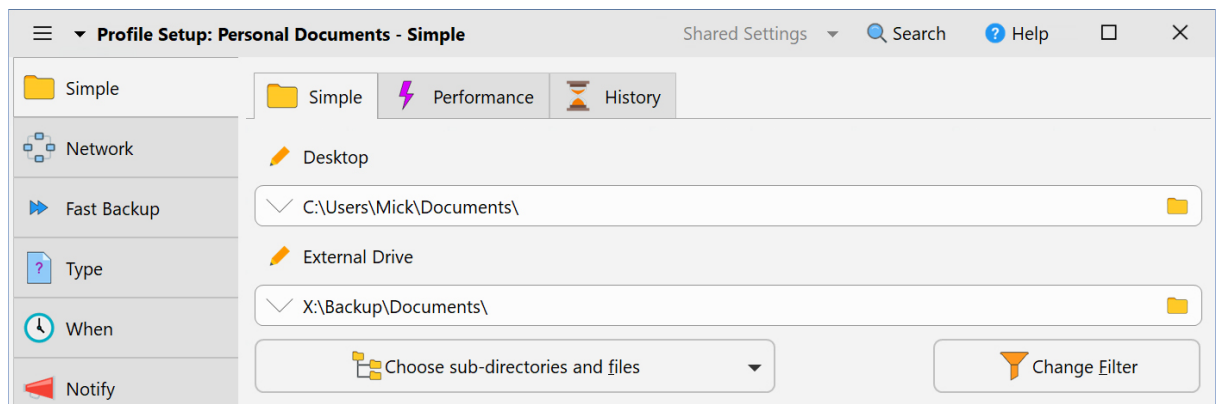 Profile Setup: Personal Documents - Simple
Shared Settings
Search
Help
Simple
Network
Fast Backup
Type
When
Notify
Simple
Performance
History
Desktop
C:\Users\Mick\Documents\
External Drive
X:\Backup\Documents\
Choose sub-directories and files
Change Filter